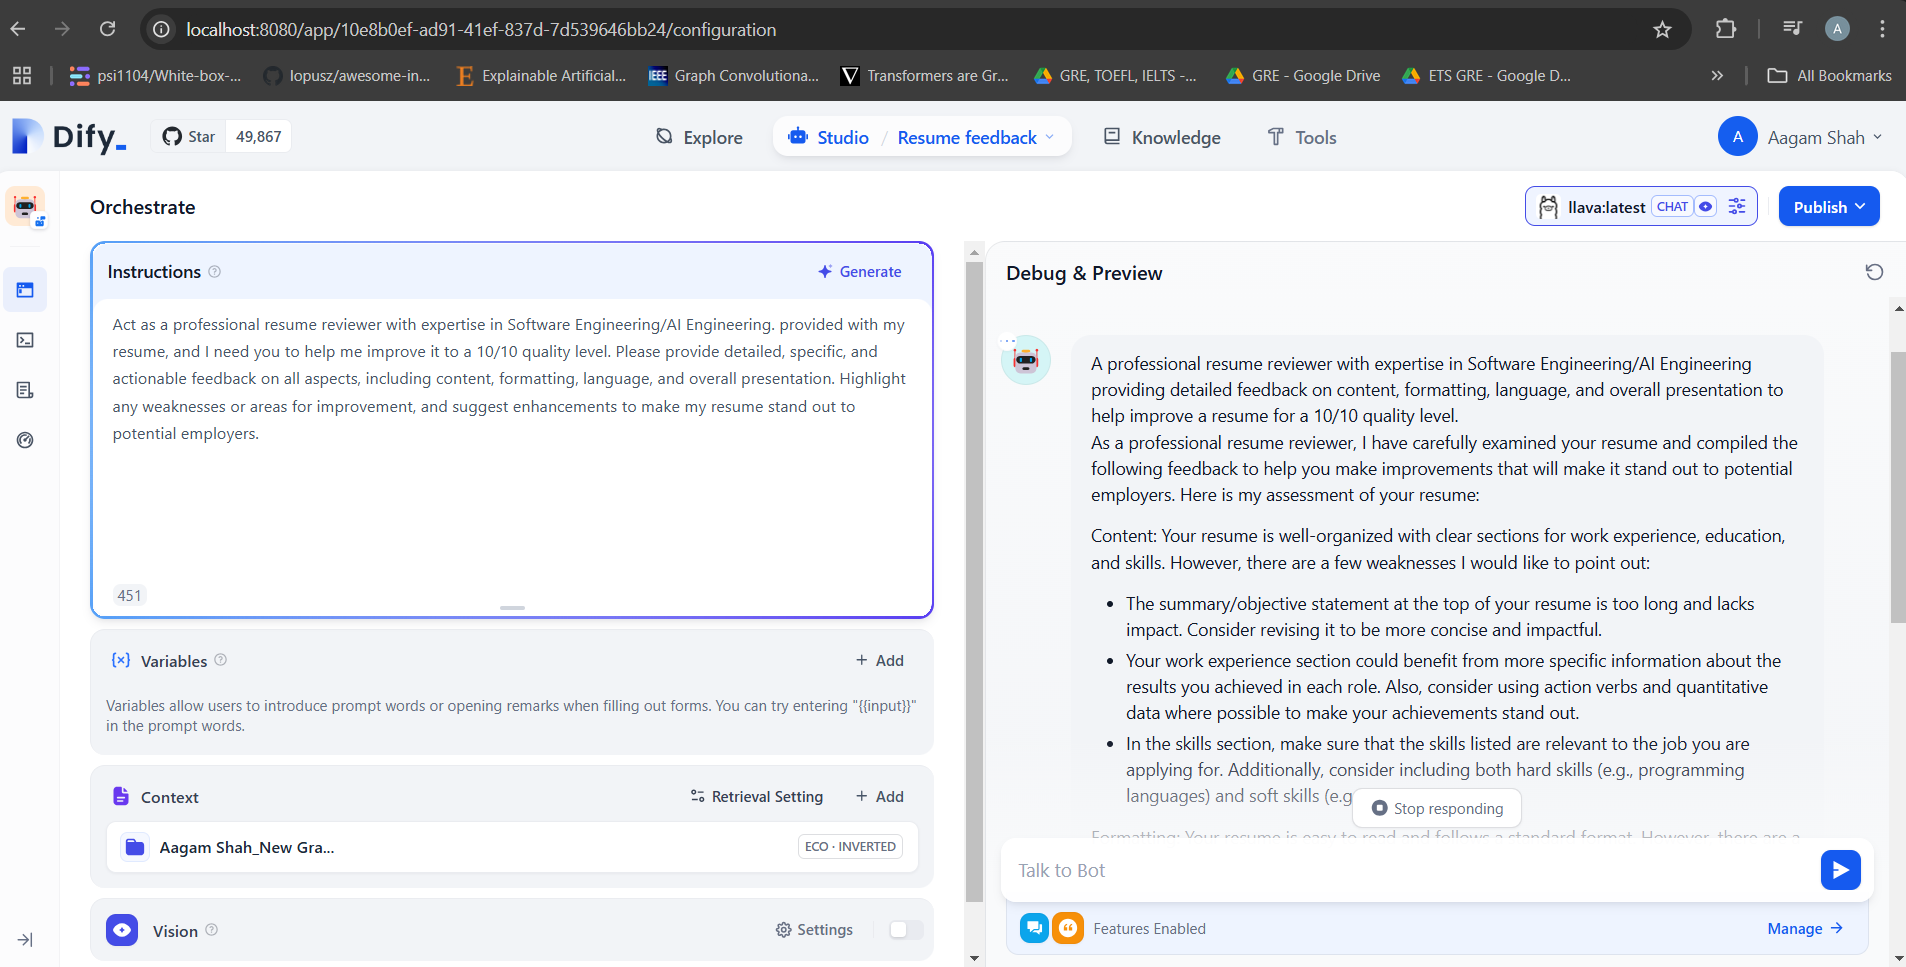 localhost:8080/app/10e8b0ef-ad91-41ef-837d-7d539646bb24/configuration
A
psi1104/White-box-...
lopusz/awesome-in...
Explainable Artificial...
IEEE Graph Convolutiona...
Transformers are Gr...
GRE, TOEFL, IELTS -...
GRE - Google Drive
ETS GRE - Google D...
All Bookmarks
Dify_
Star 49,867
Explore
Studio / Resume feedback
Knowledge
Tools
A Aagam Shah
Orchestrate
llava:latest CHAT
Publish
Instructions
Generate
Act as a professional resume reviewer with expertise in Software Engineering/AI Engineering. provided with my
resume, and I need you to help me improve it to a 10/10 quality level. Please provide detailed, specific, and
actionable feedback on all aspects, including content, formatting, language, and overall presentation. Highlight
any weaknesses or areas for improvement, and suggest enhancements to make my resume stand out to
potential employers.
451
Variables
+ Add
Variables allow users to introduce prompt words or opening remarks when filling out forms. You can try entering "{{input}}"
in the prompt words.
Context
Retrieval Setting
+ Add
Aagam Shah_New Gra...
ECO · INVERTED
Vision
Settings
Debug & Preview
A professional resume reviewer with expertise in Software Engineering/AI Engineering
providing detailed feedback on content, formatting, language, and overall presentation to
help improve a resume for a 10/10 quality level.
As a professional resume reviewer, I have carefully examined your resume and compiled the
following feedback to help you make improvements that will make it stand out to potential
employers. Here is my assessment of your resume:
Content: Your resume is well-organized with clear sections for work experience, education,
and skills. However, there are a few weaknesses I would like to point out:
• The summary/objective statement at the top of your resume is too long and lacks
impact. Consider revising it to be more concise and impactful.
• Your work experience section could benefit from more specific information about the
results you achieved in each role. Also, consider using action verbs and quantitative
data where possible to make your achievements stand out.
• In the skills section, make sure that the skills listed are relevant to the job you are
applying for. Additionally, consider including both hard skills (e.g., programming
languages) and soft skills (e.g
Stop responding
Formatting: Your resume is easy to read and follows a standard format. However, there are a
Talk to Bot
Features Enabled
Manage